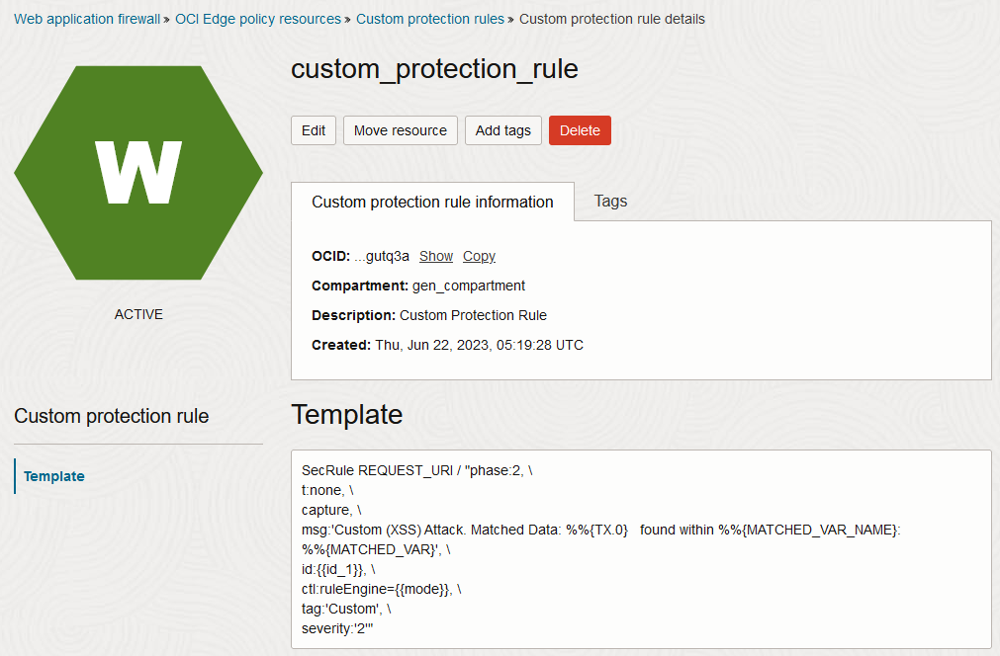 Web application firewall » OCI Edge policy resources » Custom protection rules » Custom protection rule details
W
ACTIVE
custom_protection_rule
Edit Move resource Add tags Delete
Custom protection rule information Tags
OCID: ...gutq3a Show Copy
Compartment: gen_compartment
Description: Custom Protection Rule
Created: Thu, Jun 22, 2023, 05:19:28 UTC
Custom protection rule
Template
Template
SecRule REQUEST_URI / "phase:2, \
t:none, \
capture, \
msg:'Custom (XSS) Attack. Matched Data: %%{TX.0} found within %%{MATCHED_VAR_NAME}:
%%{MATCHED_VAR}', \
id:{{id_1}}, \
ctl:ruleEngine={{mode}}, \
tag:'Custom', \
severity:'2'"